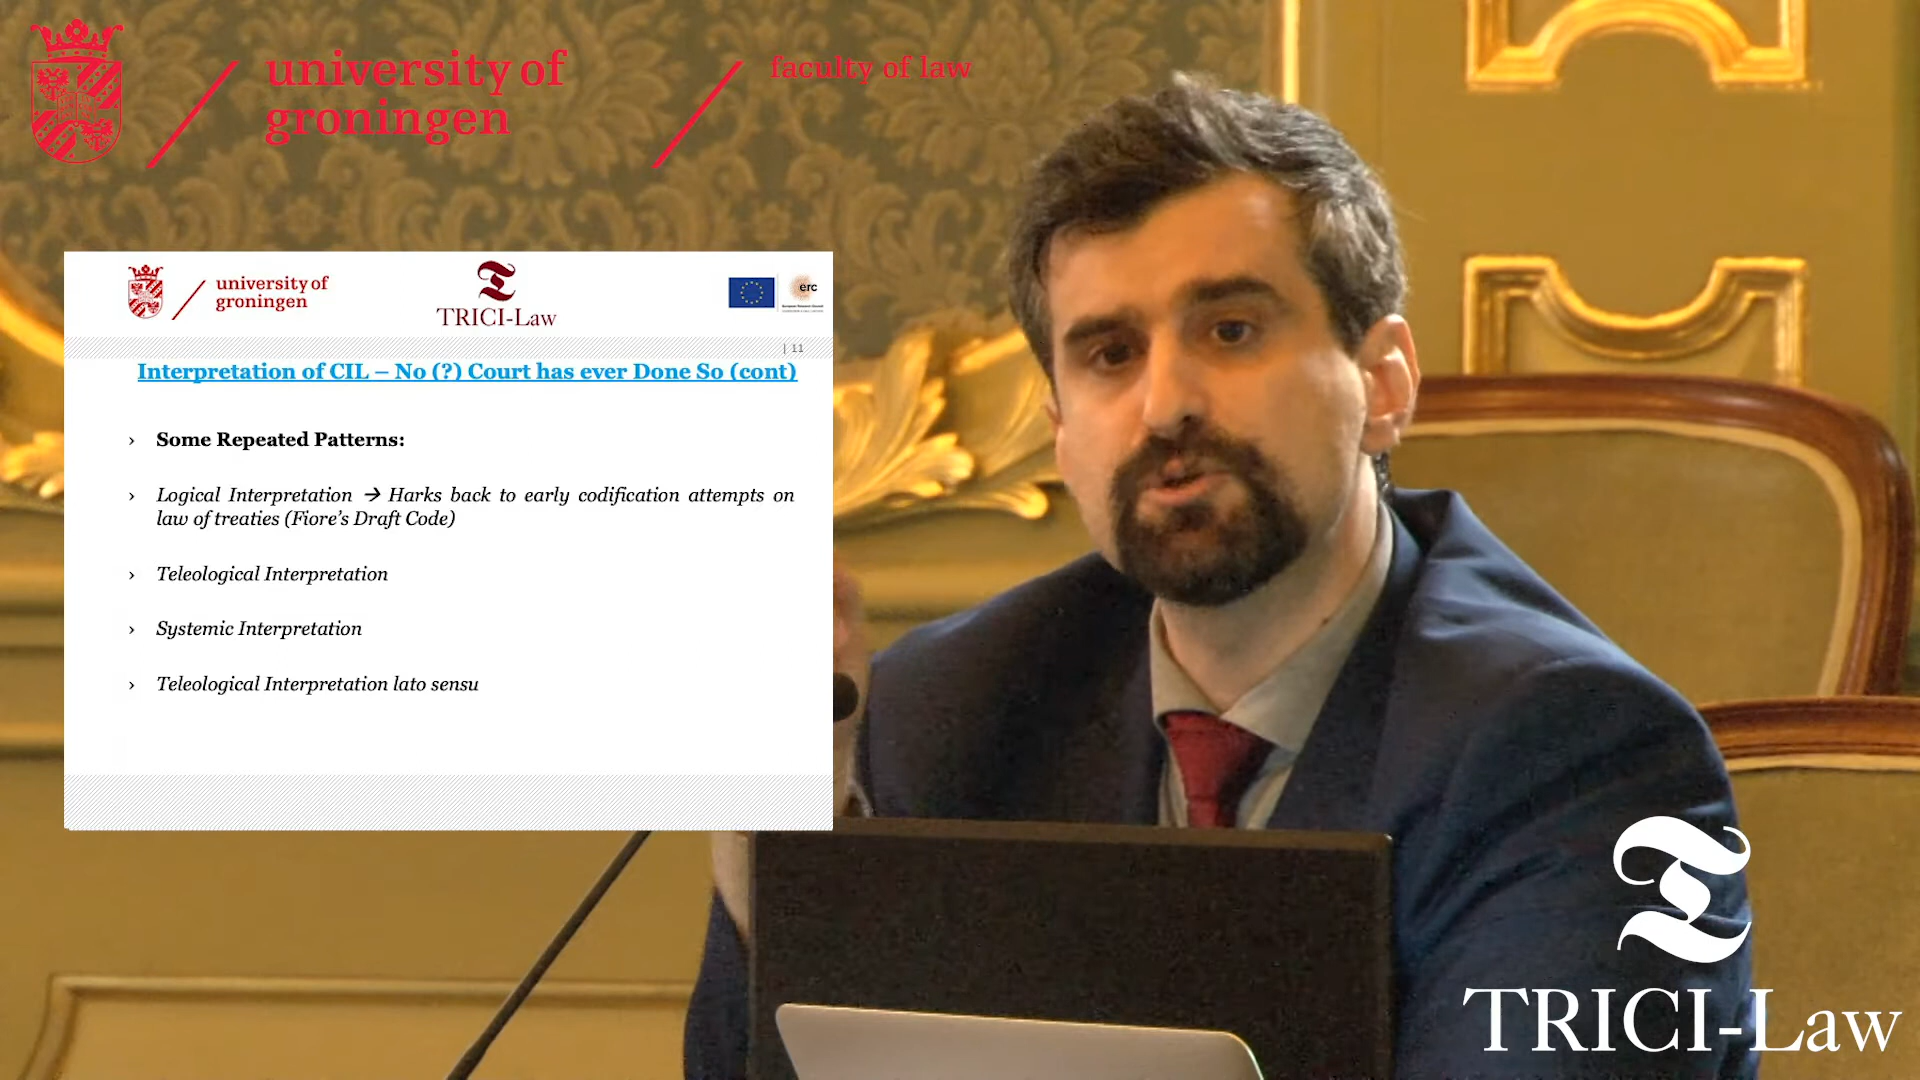 university of
groningen
faculty of law
university of
groningen
TRICI-Law
erc
| 11
Interpretation of CIL – No (?) Court has ever Done So (cont)
› Some Repeated Patterns:
› Logical Interpretation → Harks back to early codification attempts on
law of treaties (Fiore's Draft Code)
› Teleological Interpretation
› Systemic Interpretation
› Teleological Interpretation lato sensu
TRICI-Law